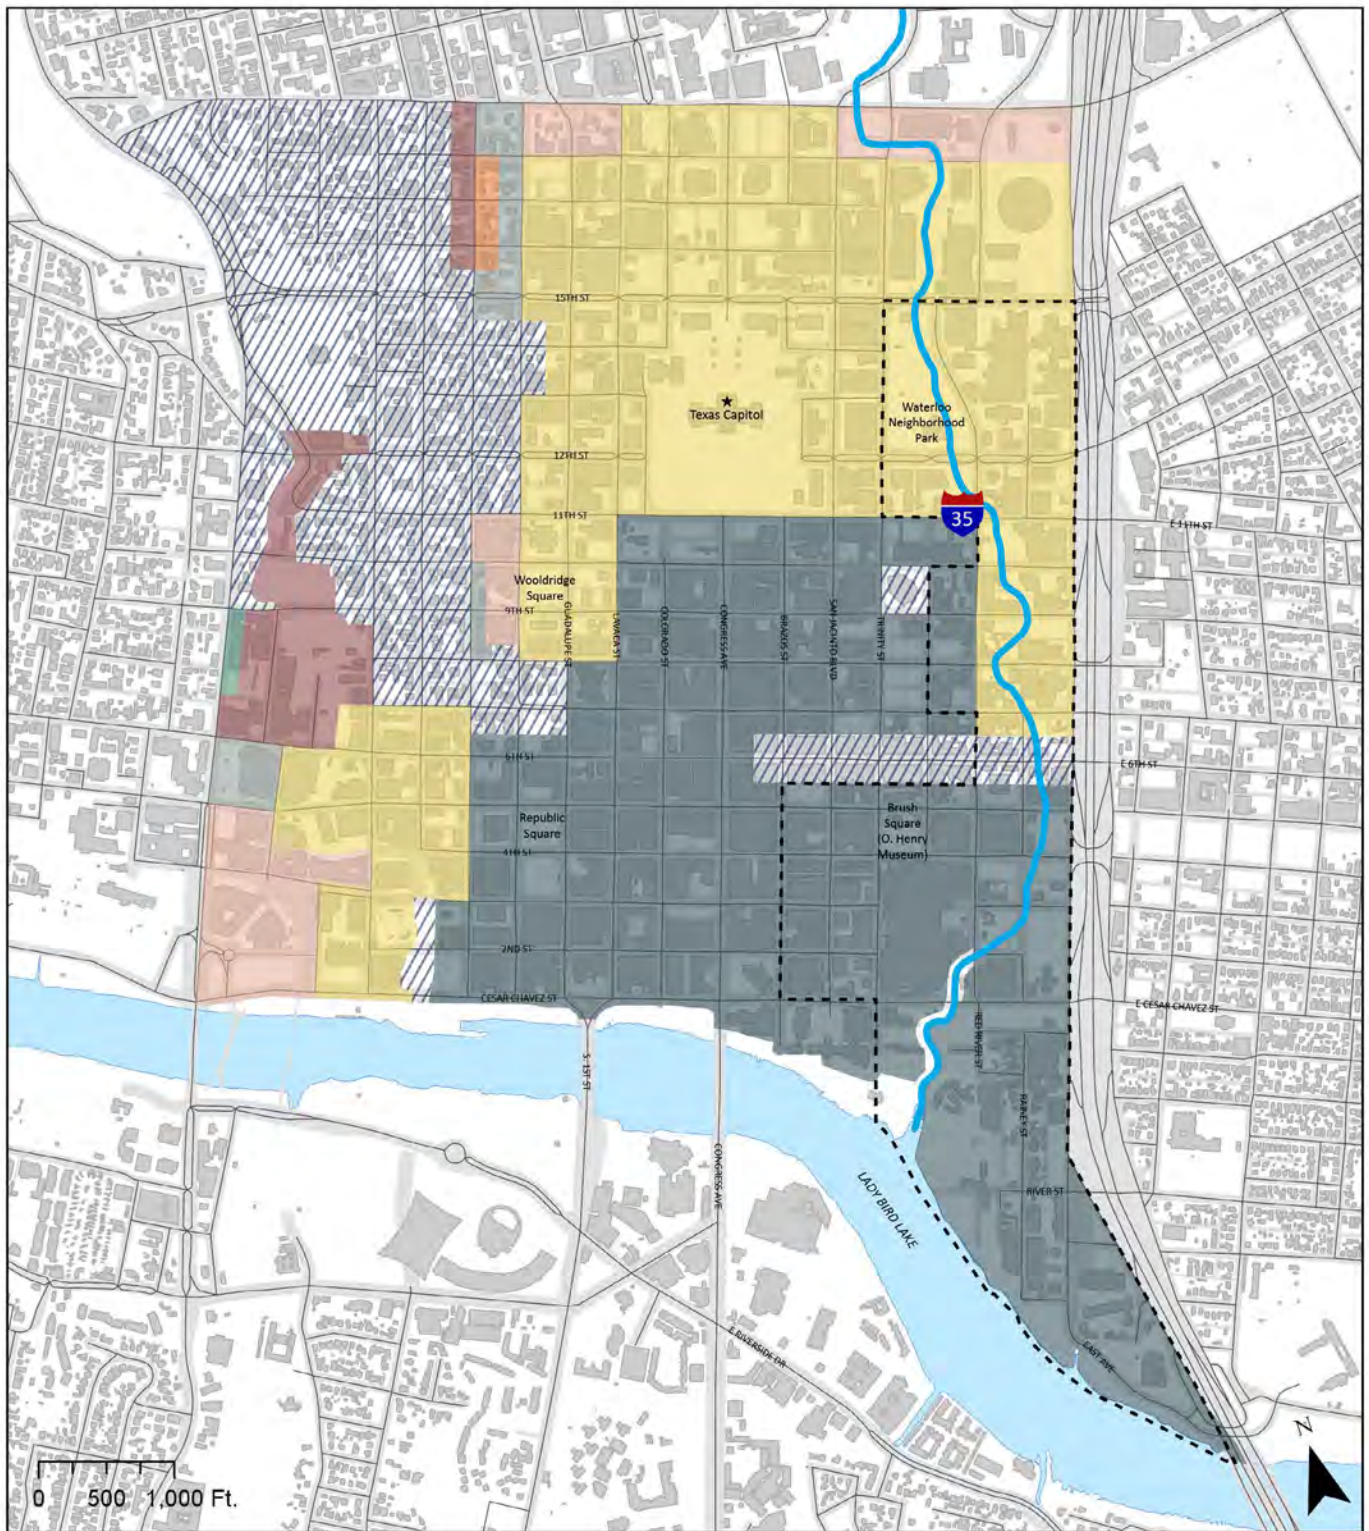 15TH ST
Texas Capitol
Waterloo
Neighborhood
Park
12TH ST
11TH ST
35
E 11TH ST
Wooldridge
Square
9TH ST
GUADALUPE ST
LAVACA ST
COLORADO ST
CONGRESS AVE
BRAZOS ST
SAN JACINTO BLVD
TRINITY ST
6TH ST
E 6TH ST
Republic
Square
Brush
Square
(O. Henry
Museum)
4TH ST
2ND ST
CESAR CHAVEZ ST
E CESAR CHAVEZ ST
RED RIVER ST
S. 1ST ST
RAINEY ST
CONGRESS AVE
LADY BIRD LAKE
RIVER ST
E RIVERSIDE DR
EAST AVE
N
0 500 1,000 Ft.